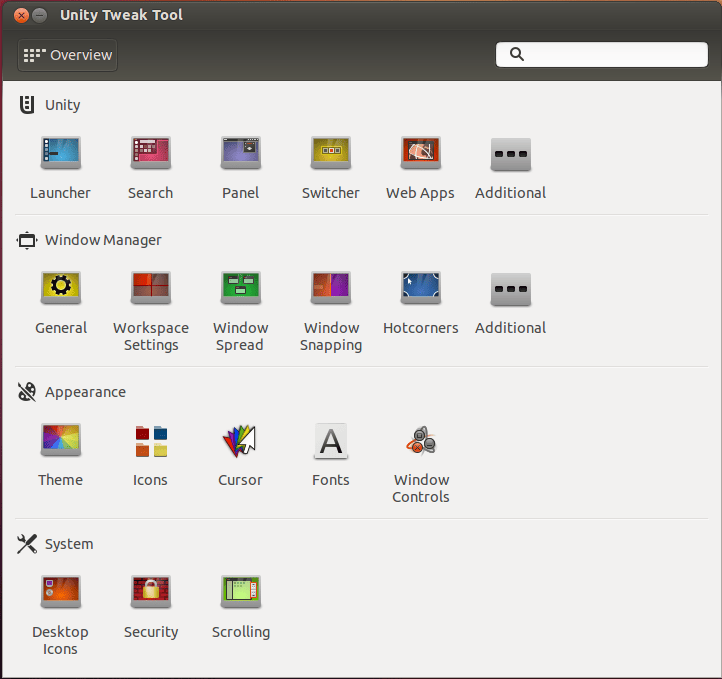 Unity Tweak Tool
Overview
Unity
Launcher Search Panel Switcher Web Apps Additional
Window Manager
General Workspace Window Window Hotcorners Additional
Settings Spread Snapping
Appearance
Theme Icons Cursor Fonts Window
Controls
System
Desktop Security Scrolling
Icons